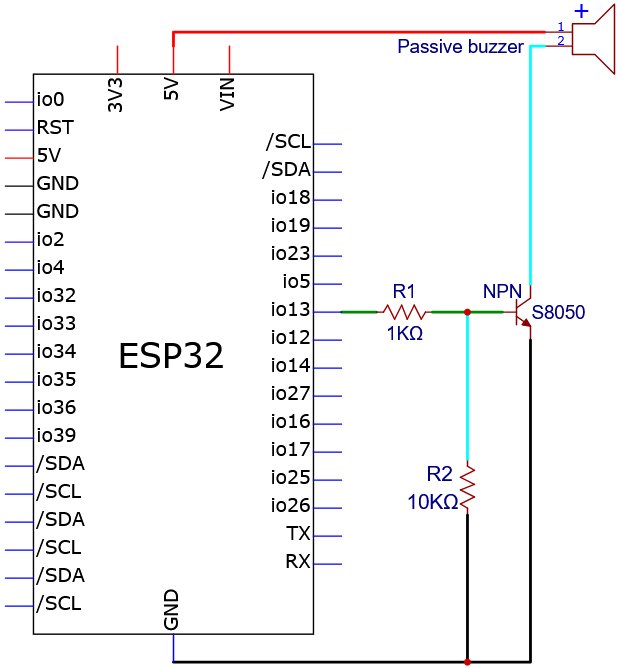 +
1
Passive buzzer
2
3V3
5V
VIN
io0
RST
5V
GND
GND
io2
io4
io32
io33
io34
io35
io36
io39
/SDA
/SCL
/SDA
/SCL
/SDA
/SCL
ESP32
GND
/SCL
/SDA
io18
io19
io23
io5
io13
io12
io14
io27
io16
io17
io25
io26
TX
RX
R1
1KΩ
NPN
S8050
R2
10KΩ